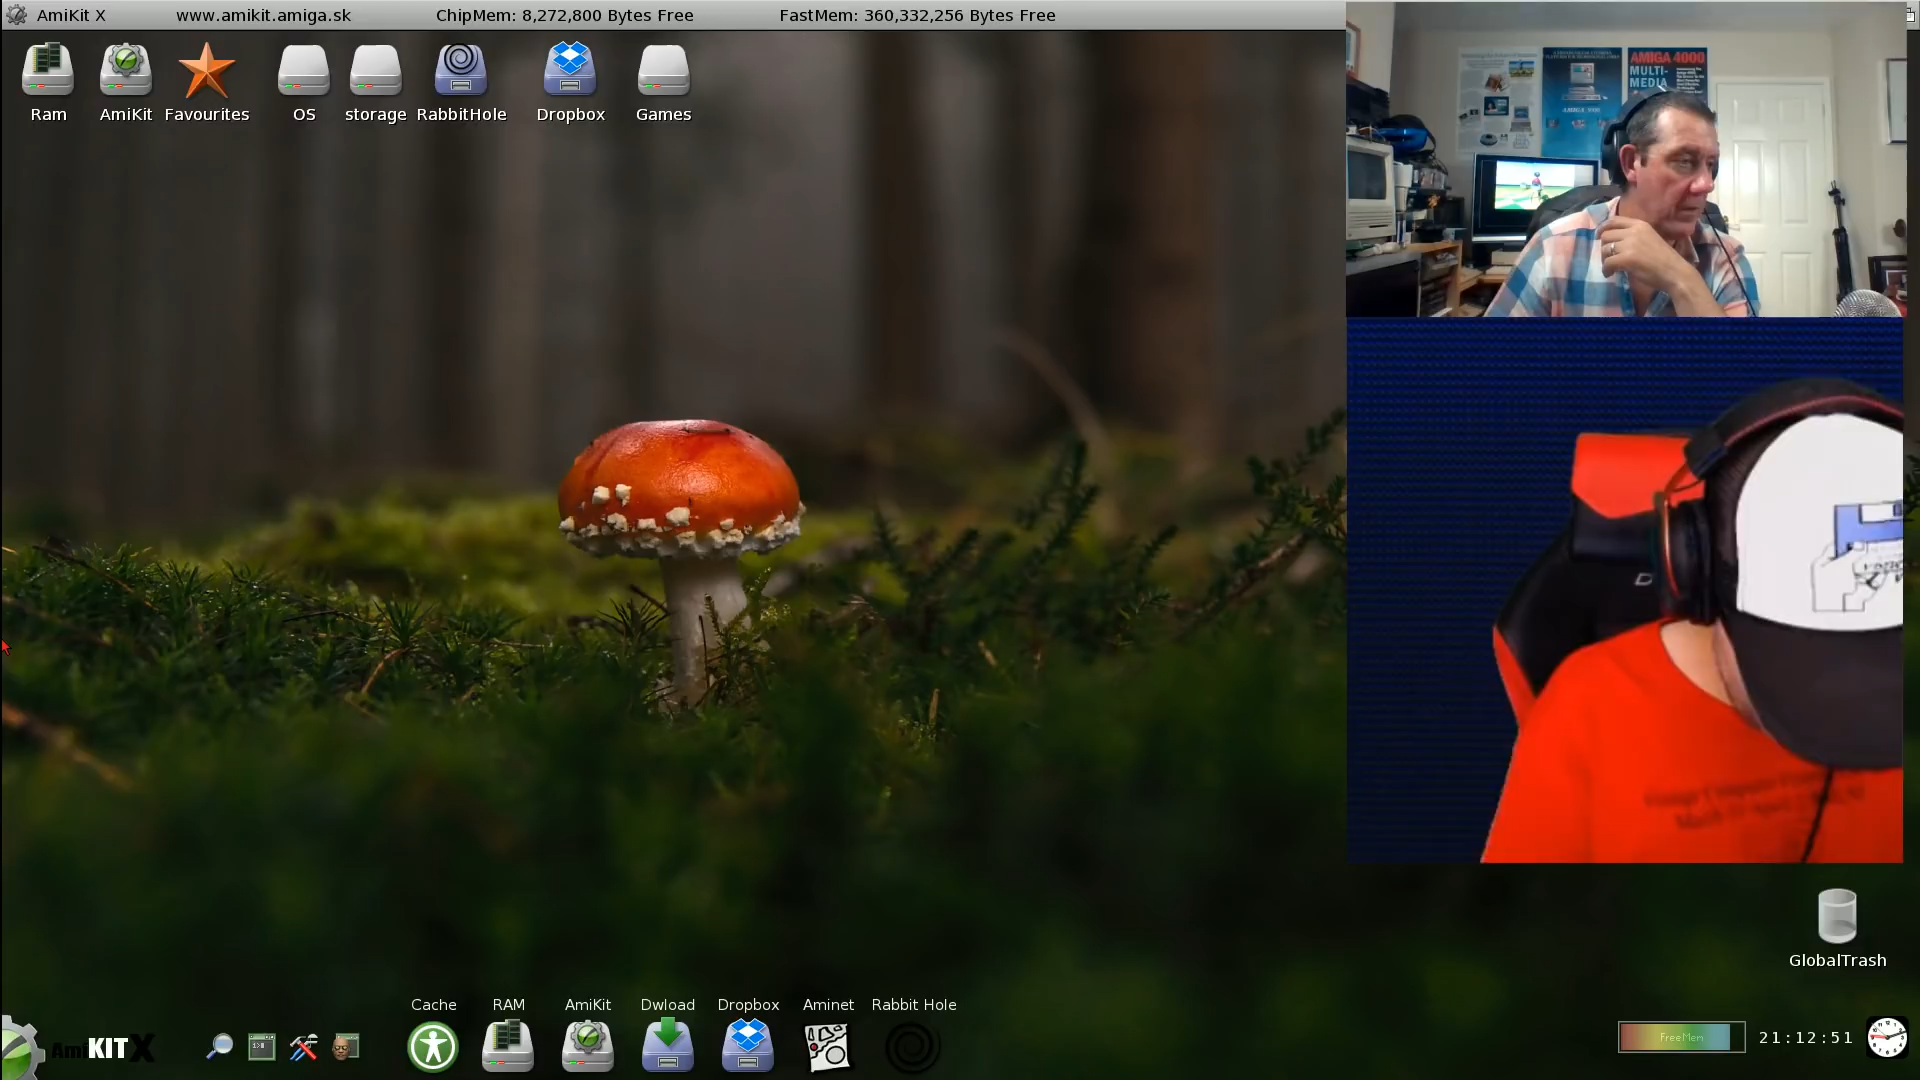 AmiKit X www.amikit.amiga.sk ChipMem: 8,272,800 Bytes Free FastMem: 360,332,256 Bytes Free
AMIGA 4000
MULTI-
MEDIA
Ram AmiKit Favourites OS storage RabbitHole Dropbox Games
GlobalTrash
Cache RAM AmiKit Dwload Dropbox Aminet Rabbit Hole
AmiKITX
FreeMem
21:12:51